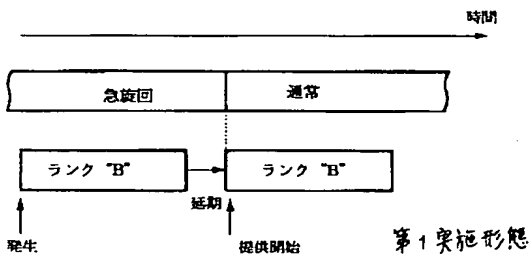 時間
急旋回
通常
ランク "B"
延期
ランク "B"
発生
提供開始
第1実施形態